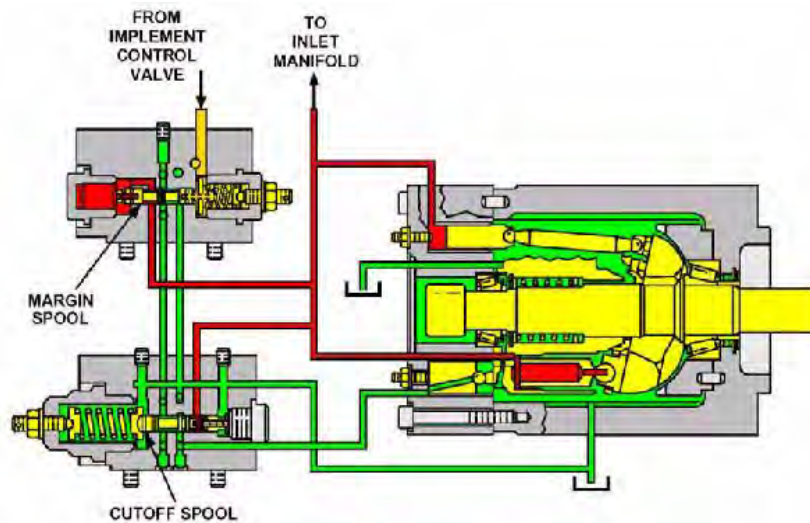 FROM
IMPLEMENT
CONTROL
VALVE
TO
INLET
MANIFOLD
MARGIN
SPOOL
CUTOFF SPOOL